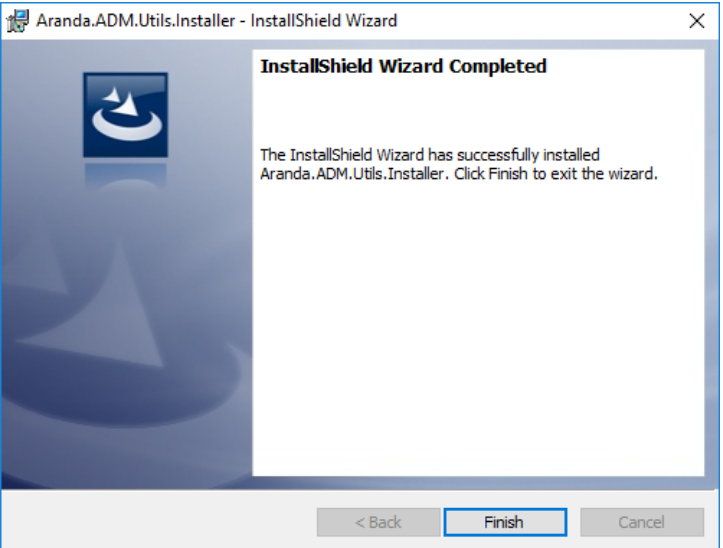 Aranda.ADM.Utils.Installer - InstallShield Wizard
InstallShield Wizard Completed
The InstallShield Wizard has successfully installed
Aranda.ADM.Utils.Installer. Click Finish to exit the wizard.
< Back Finish Cancel